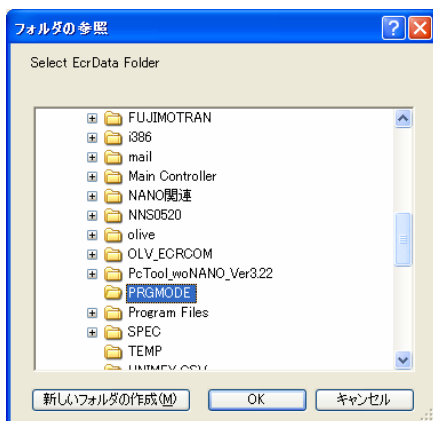 フォルダの参照
Select EcrData Folder
FUJIMOTRAN
i386
mail
Main Controller
NANO関連
NNS0520
olive
OLV_ECRCOM
PcTool_woNANO_Ver3.22
PRGMODE
Program Files
SPEC
TEMP
新しいフォルダの作成(M)
OK
キャンセル